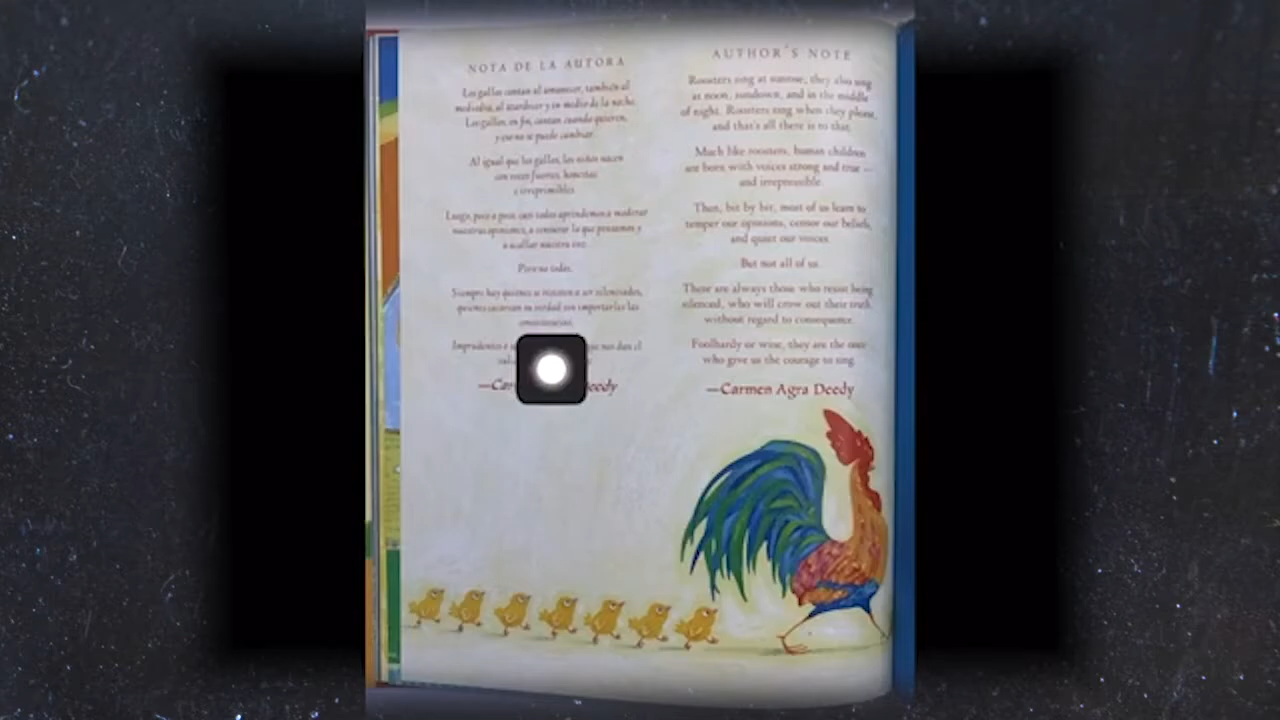 NOTA DE LA AUTORA
Los gallos cantan al amanecer, también al
mediodía, al atardecer y en medio de la noche.
Los gallos, en fin, cantan cuando quieren,
y eso no se puede cambiar.
Al igual que los gallos, los niños nacen
con voces fuertes, honestas
e irreprimibles.
Luego, poco a poco, casi todos aprendemos a moderar
nuestras opiniones, a censurar lo que pensamos y
a acallar nuestra voz.
Pero no todos.
Siempre hay quienes se resisten a ser silenciados,
quienes cacarean su verdad sin importarles las
consecuencias.
Imprudentes o que nos dan el
—Car eedy
AUTHOR'S NOTE
Roosters sing at sunrise, they also sing
at noon, sundown, and in the middle
of night. Roosters sing when they please,
and that's all there is to that.
Much like roosters, human children
are born with voices strong and true —
and irrepressible.
Then, bit by bit, most of us learn to
temper our opinions, censor our beliefs,
and quiet our voices.
But not all of us.
There are always those who resist being
silenced, who will crow out their truth
without regard to consequence.
Foolhardy or wise, they are the ones
who give us the courage to sing.
—Carmen Agra Deedy